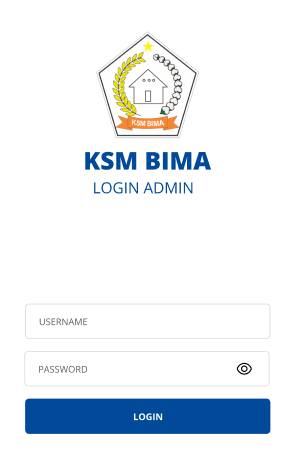 KSM BIMA
KSM BIMA
LOGIN ADMIN
USERNAME
PASSWORD
LOGIN